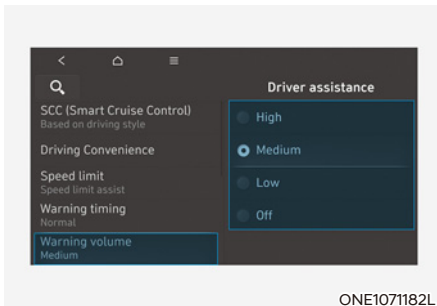 Driver assistance
SCC (Smart Cruise Control)
Based on driving style
Driving Convenience
Speed limit
Speed limit assist
Warning timing
Normal
Warning volume
Medium
High
Medium
Low
Off
ONE1071182L